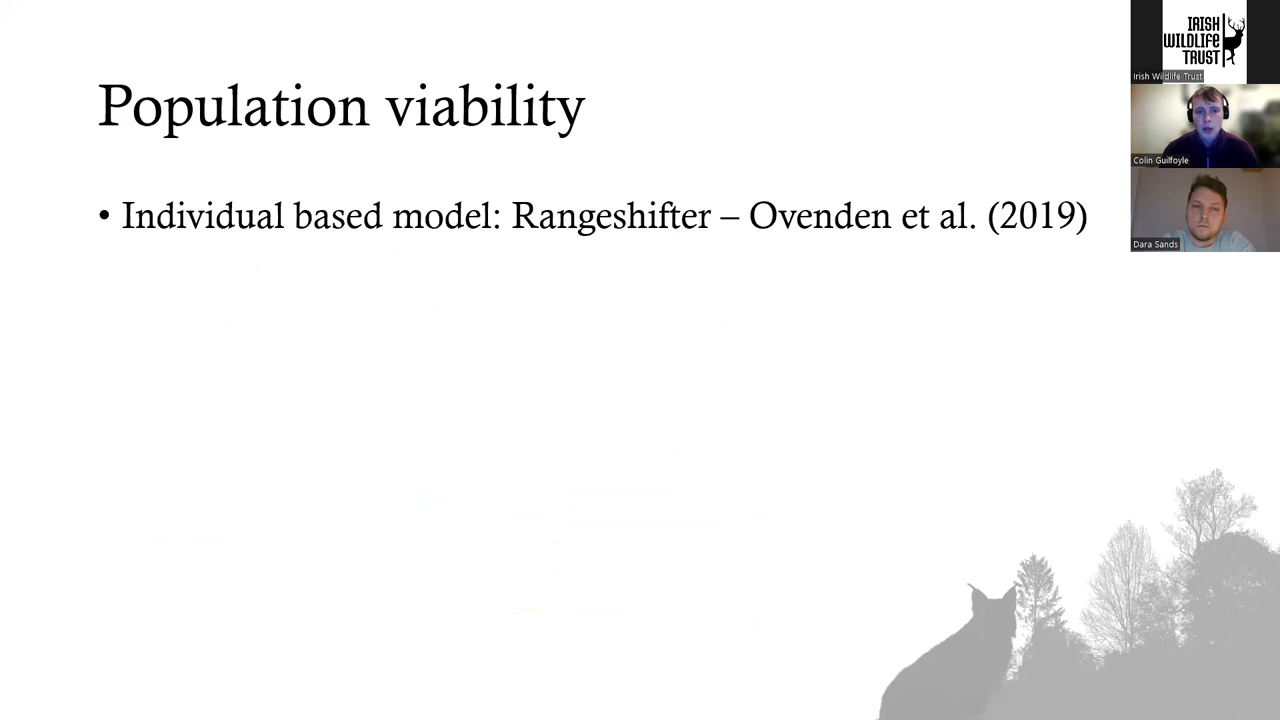 Population viability
• Individual based model: Rangeshifter – Ovenden et al. (2019)
IRISH
WILDLIFE
TRUST
Irish Wildlife Trust
Colin Guilfoyle
Dara Sands